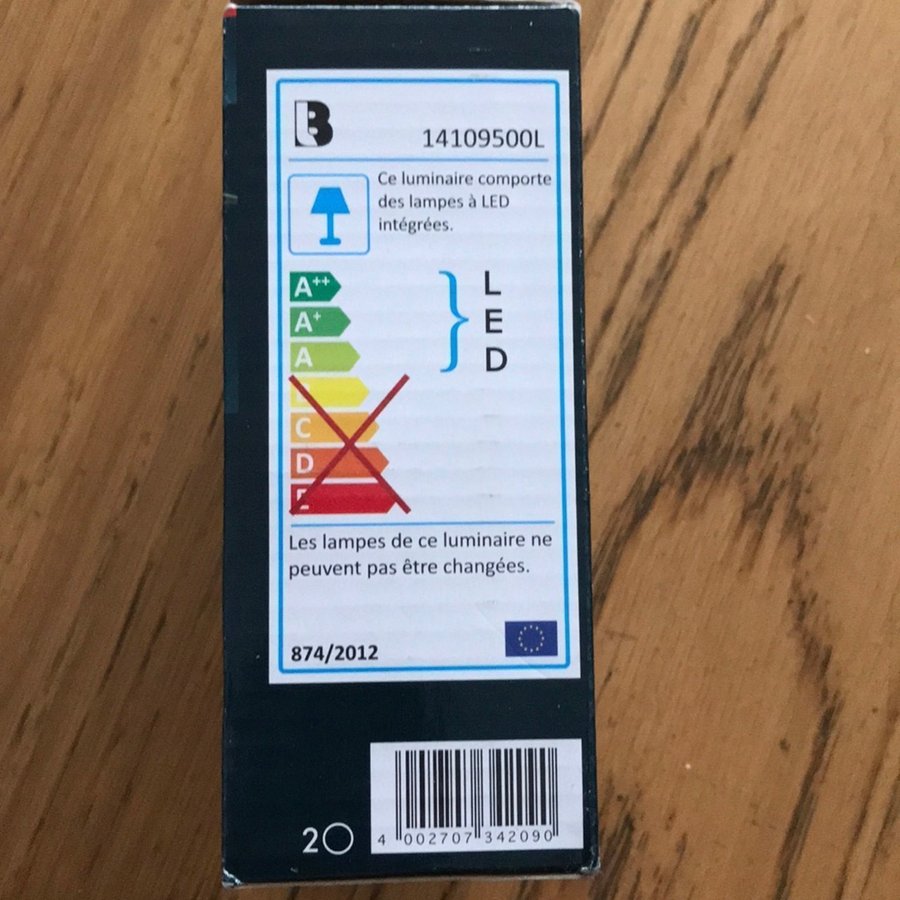 B
14109500L
Ce luminaire comporte
des lampes à LED
intégrées.
A++
A+
A
C
D
E
L
E
D
Les lampes de ce luminaire ne
peuvent pas être changées.
874/2012
2
4 002707 342090